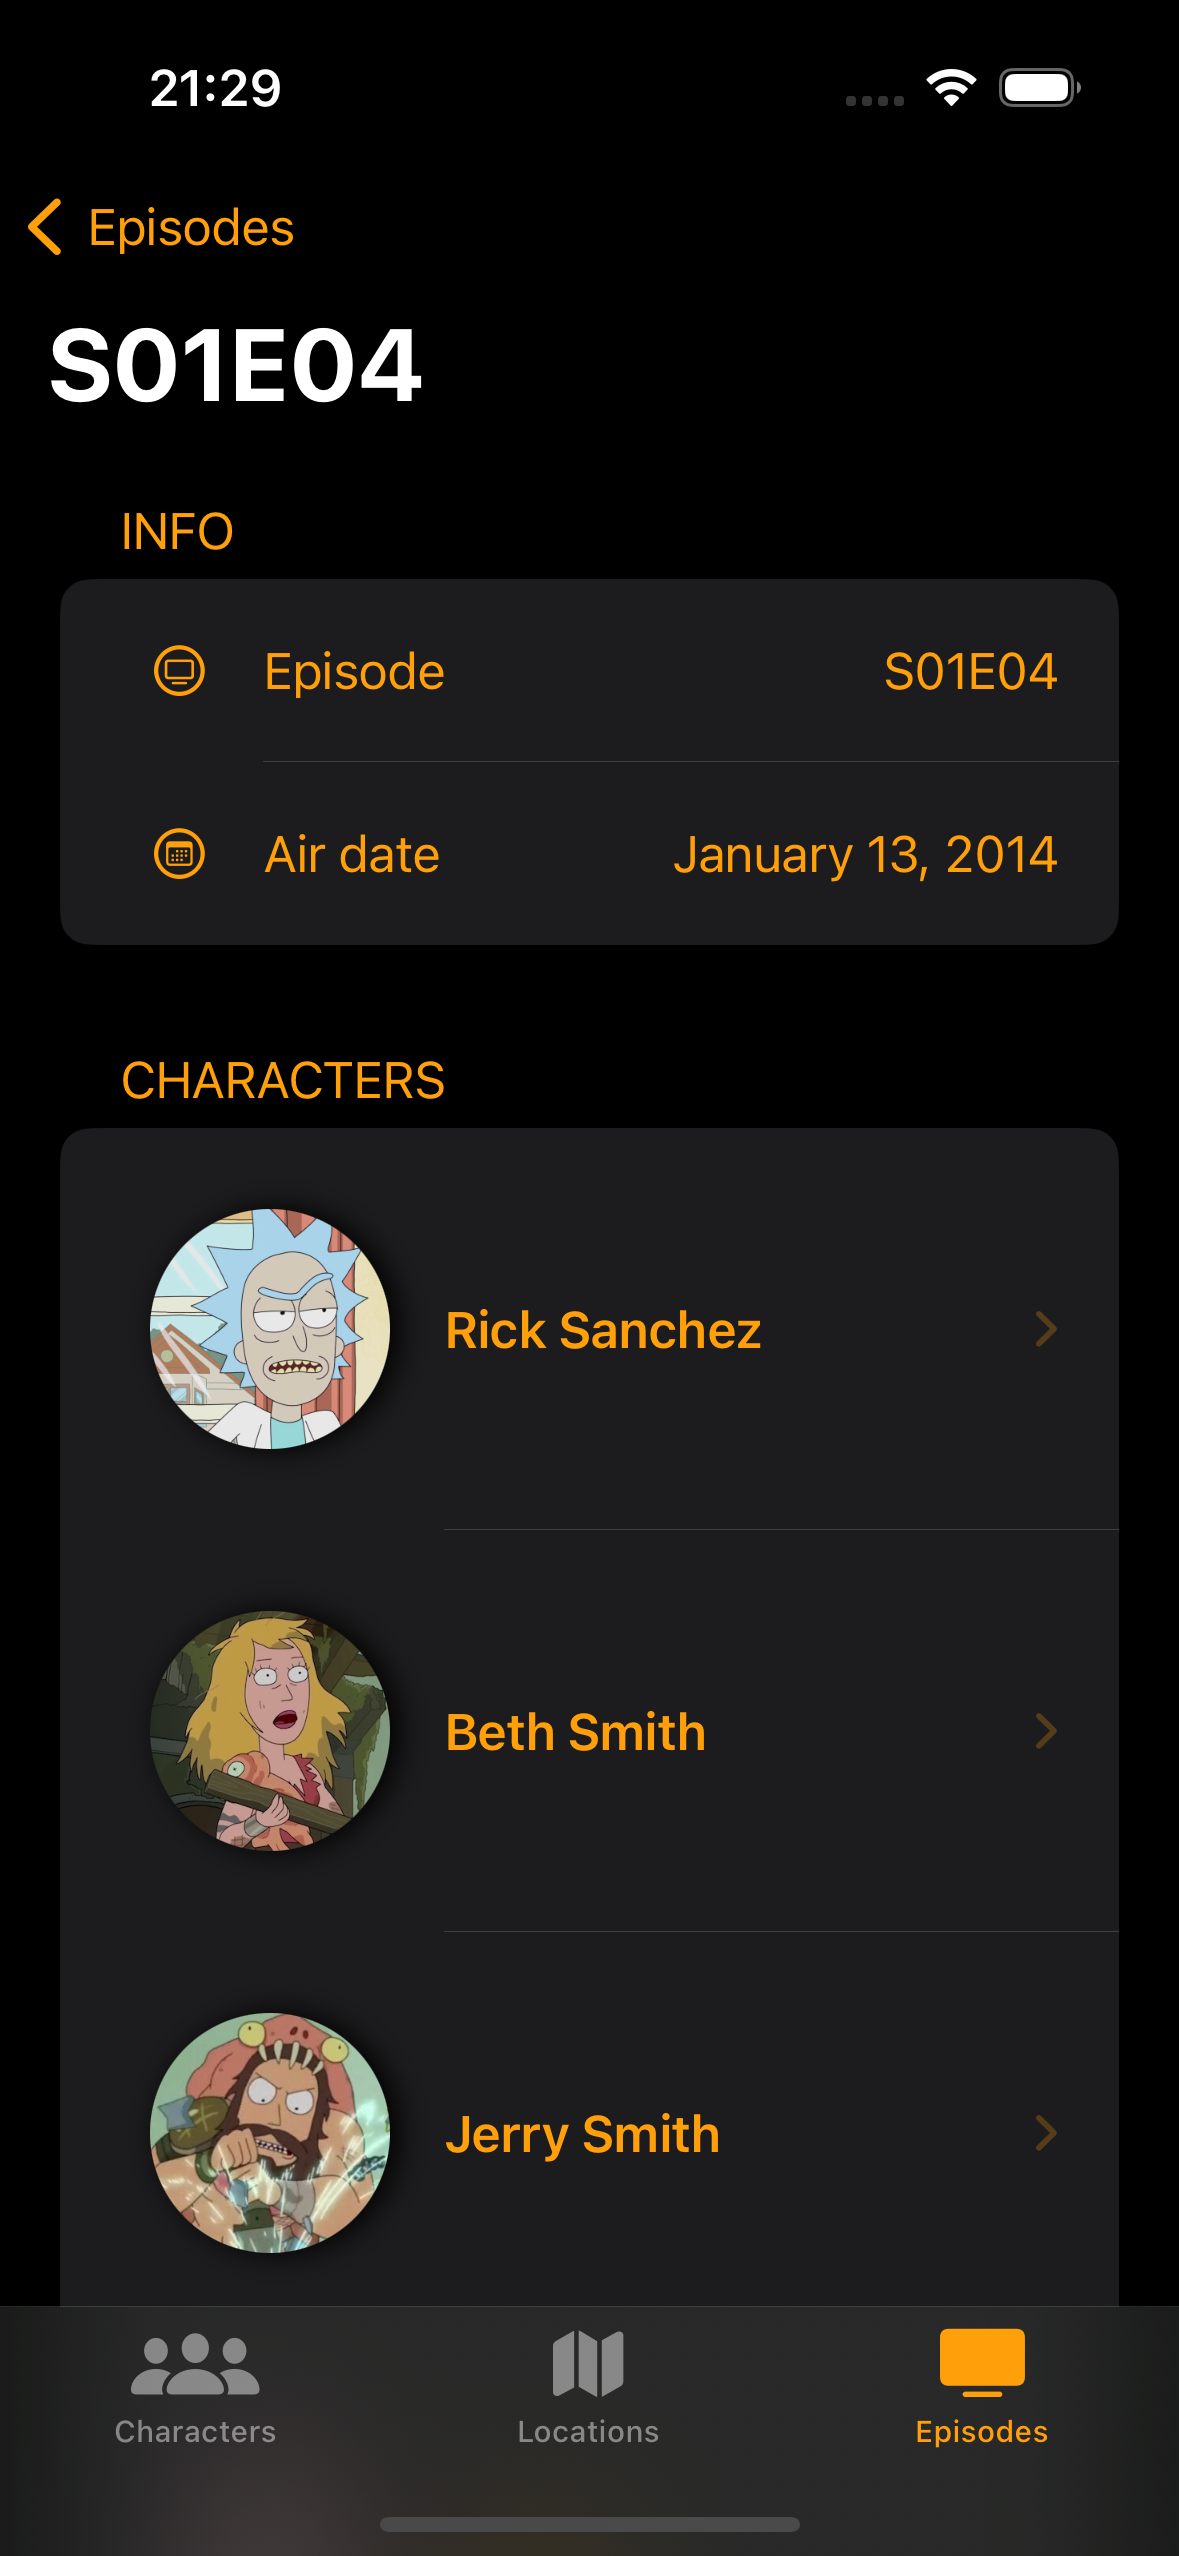 21:29
Episodes
S01E04
INFO
Episode S01E04
Air date January 13, 2014
CHARACTERS
Rick Sanchez
Beth Smith
Jerry Smith
Characters Locations Episodes